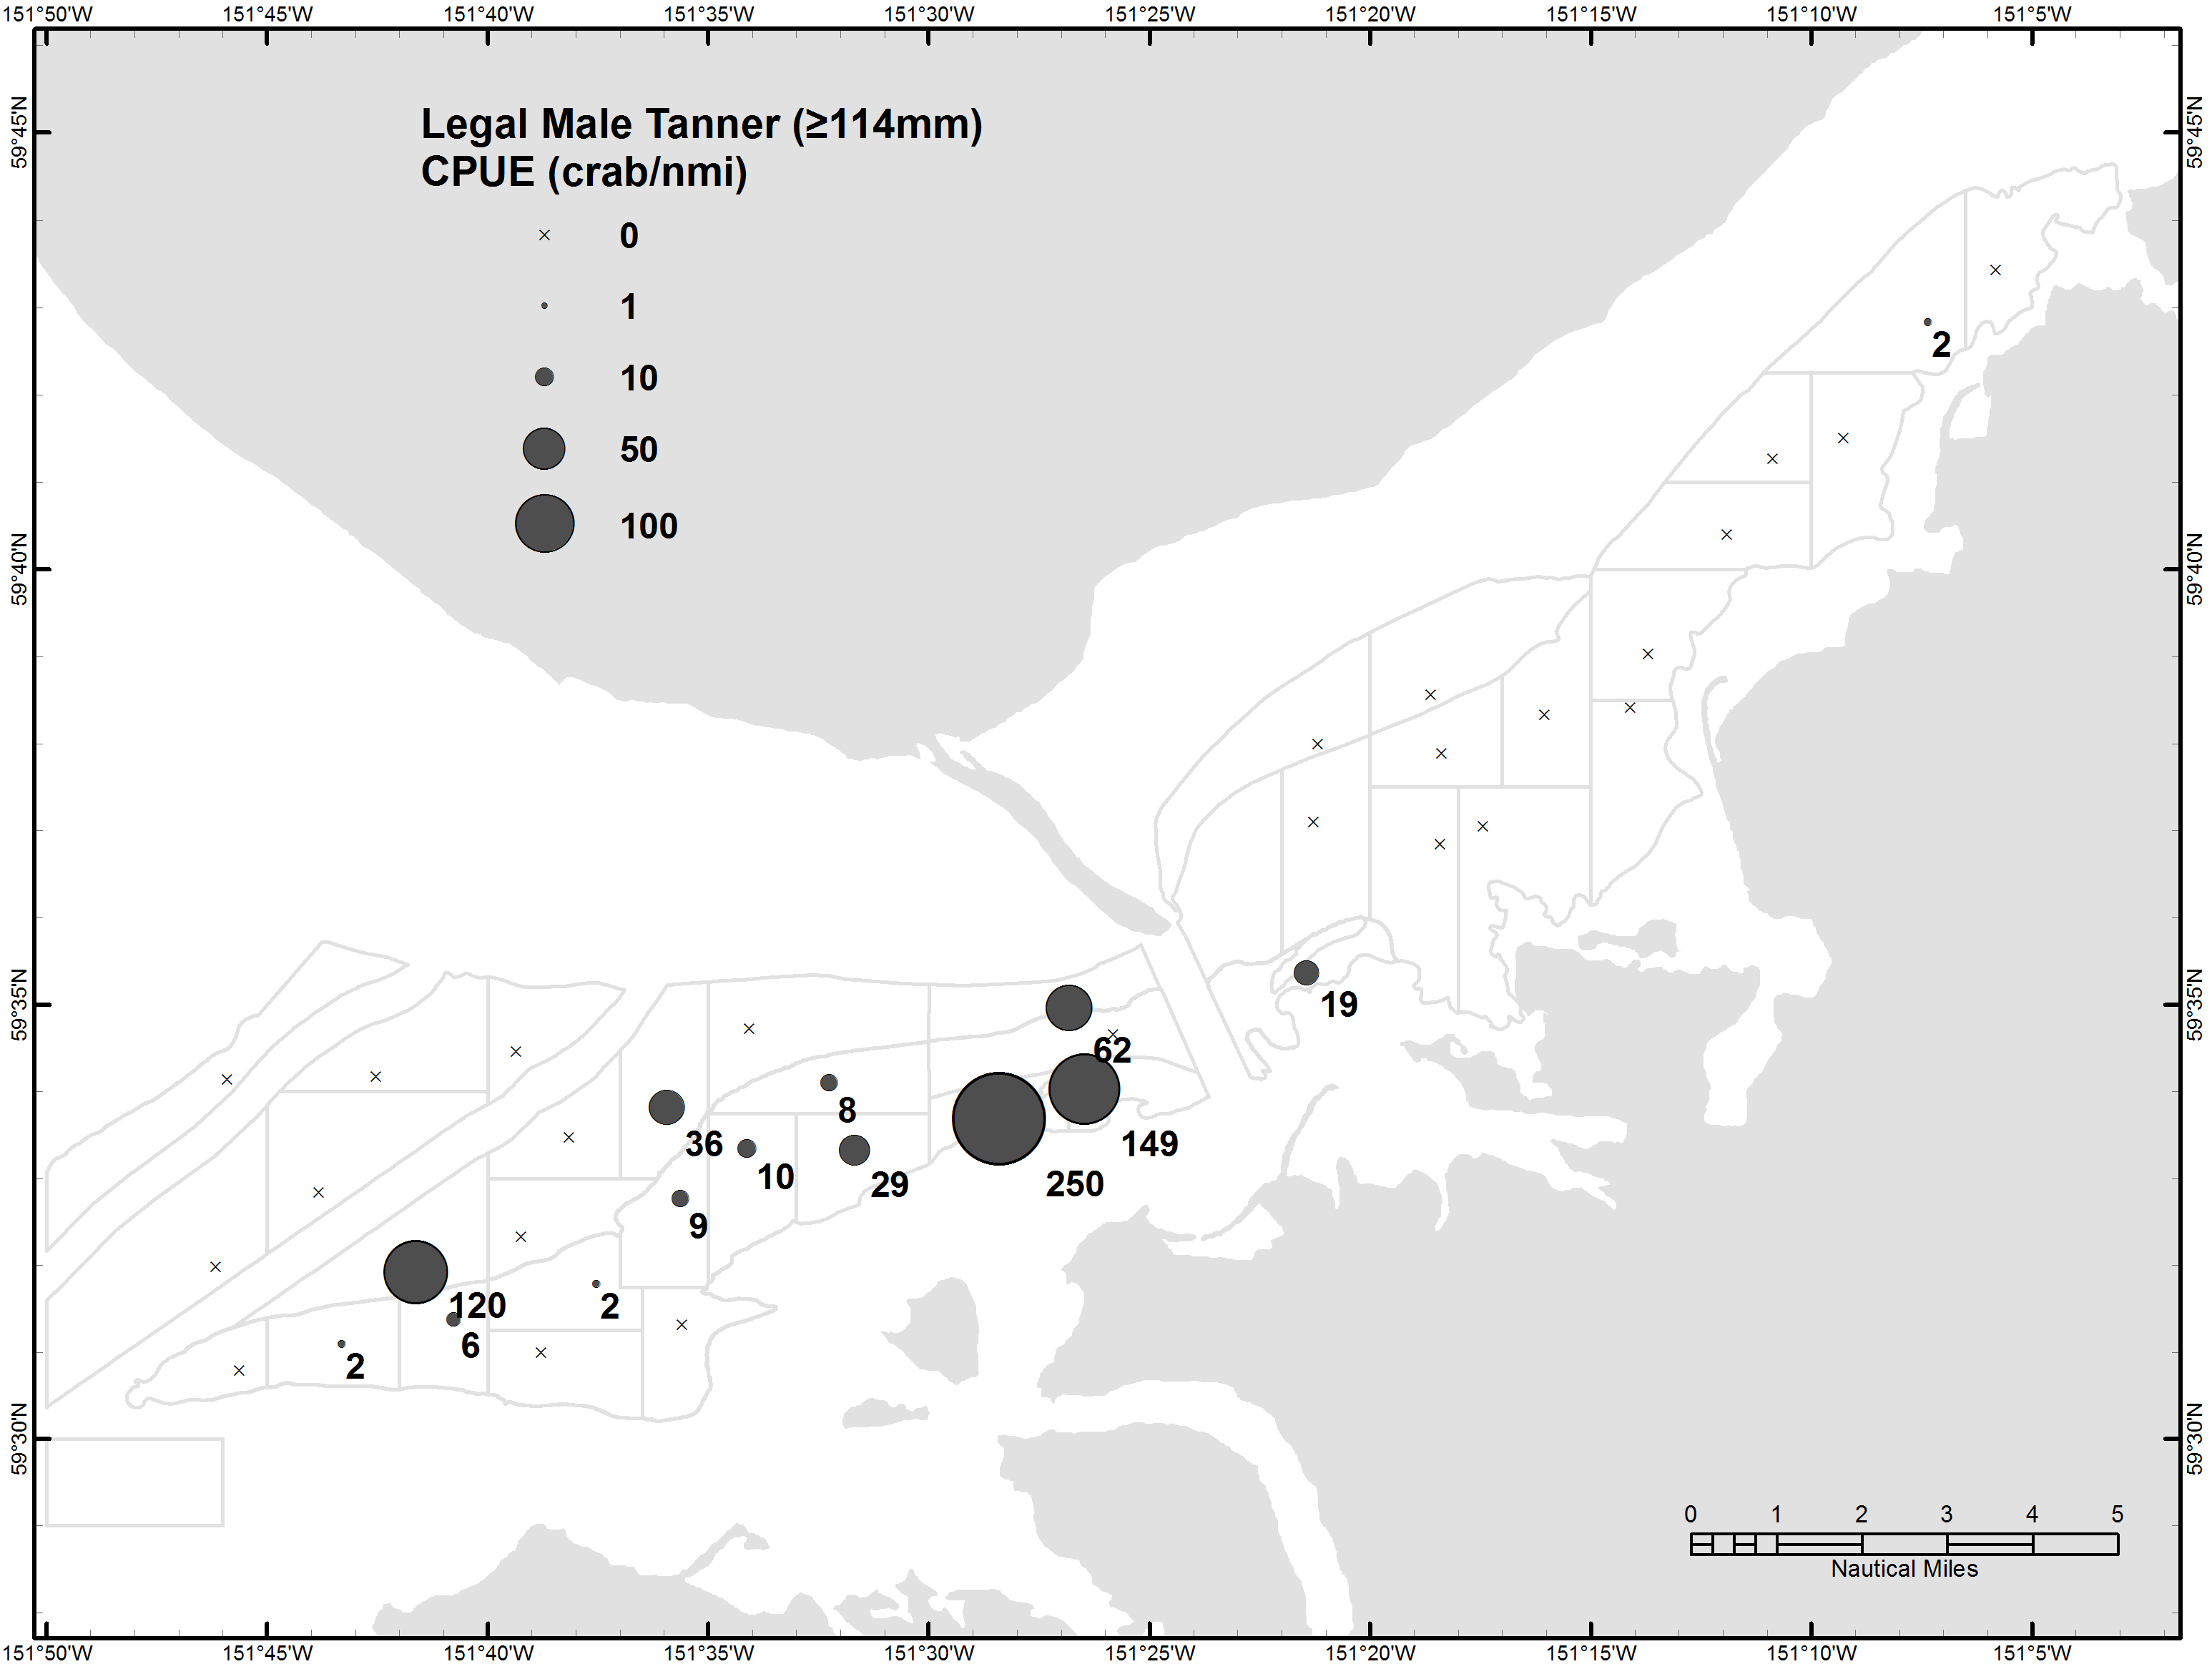 151°50'W 151°45'W 151°40'W 151°35'W 151°30'W 151°25'W 151°20'W 151°15'W 151°10'W 151°5'W
59°45'N 59°45'N
Legal Male Tanner (≥114mm)
CPUE (crab/nmi)
0
1
2
10
50
100
59°40'N 59°40'N
59°35'N 59°35'N
19
62
8
36
149
10
29
250
9
120
2
6
2
59°30'N 59°30'N
0 1 2 3 4 5
Nautical Miles
151°50'W 151°45'W 151°40'W 151°35'W 151°30'W 151°25'W 151°20'W 151°15'W 151°10'W 151°5'W